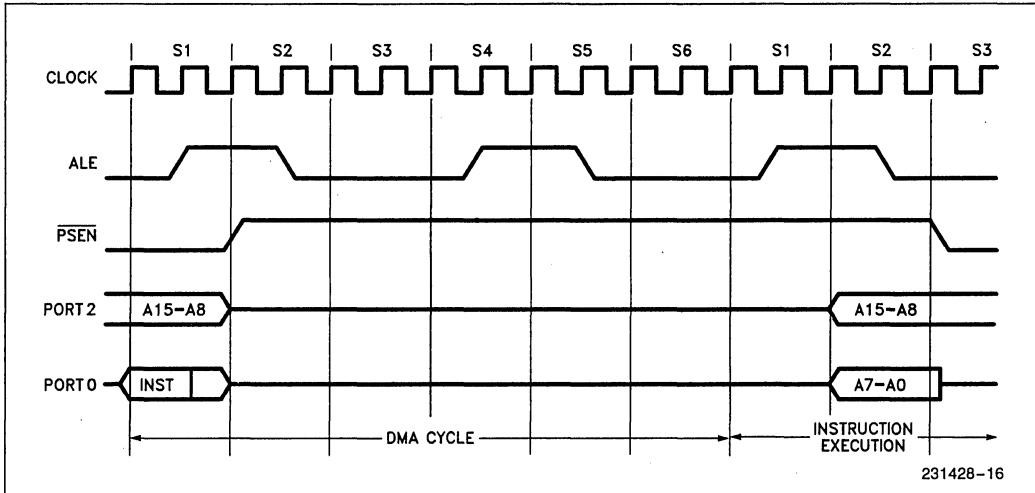 S1 S2 S3 S4 S5 S6 S1 S2 S3
CLOCK
ALE
PSEN
PORT 2 A15-A8 A15-A8
PORT 0 INST A7-A0
DMA CYCLE INSTRUCTION EXECUTION
231428-16